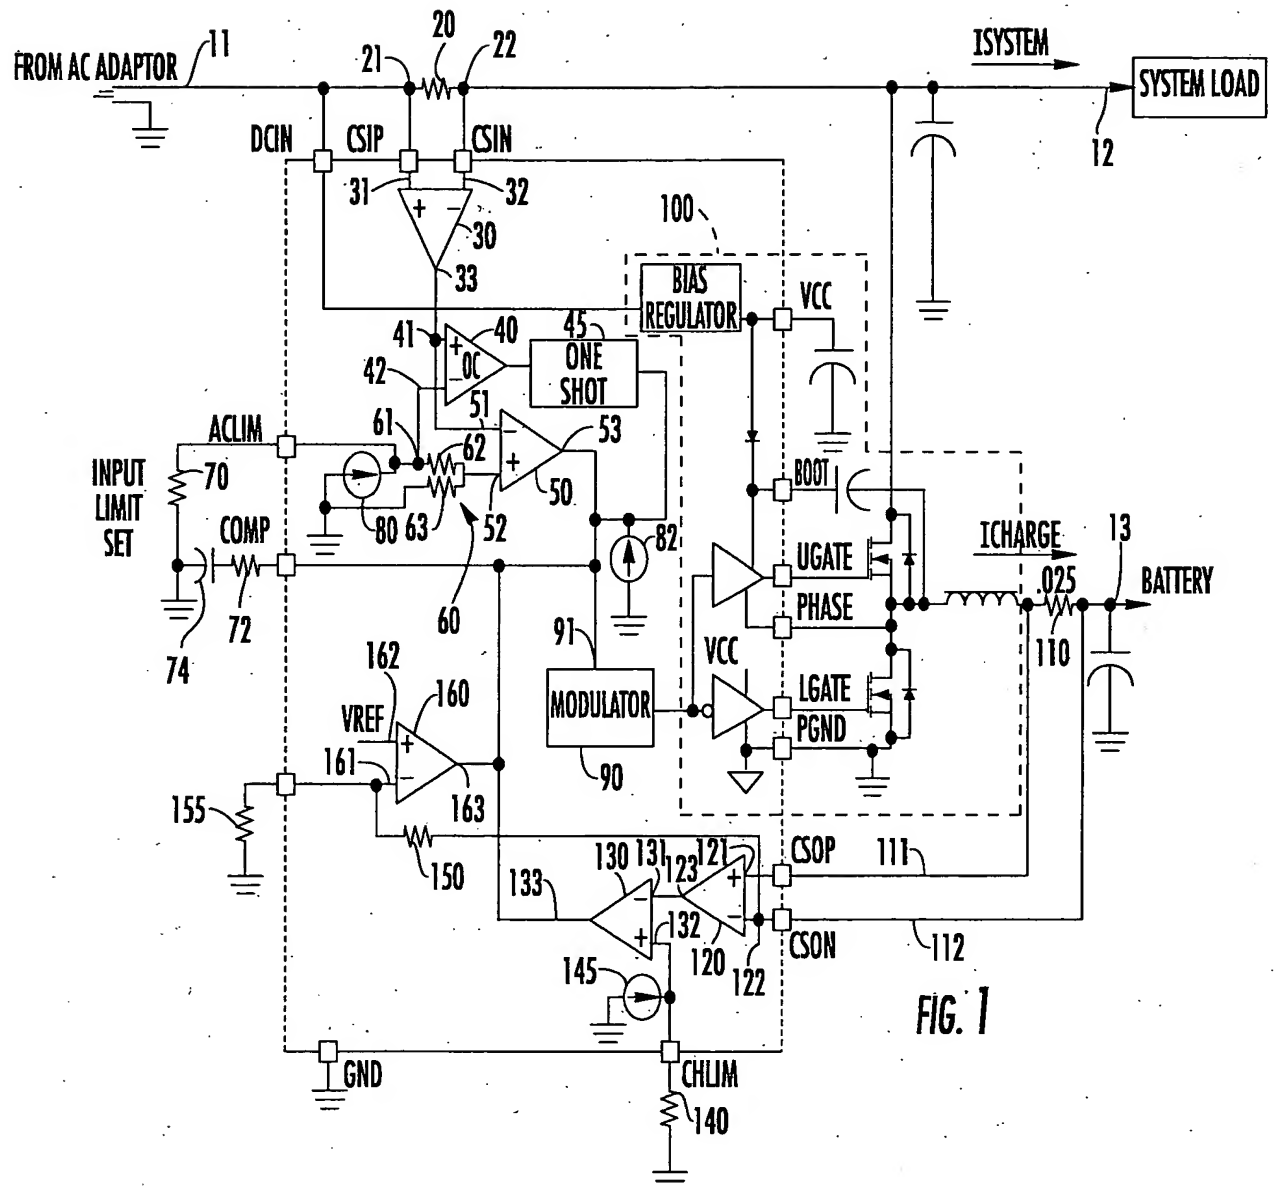 FROM AC ADAPTOR
11
21
20
22
ISYSTEM
SYSTEM LOAD
12
DCIN
CSIP
CSIN
31
32
+ −
30
33
100
BIAS
REGULATOR
VCC
41
40
+
OC
−
42
45
ONE
SHOT
51
53
−
+
50
52
ACLIM
61
62
63
60
80
82
INPUT
LIMIT
SET
70
COMP
72
74
BOOT
UGATE
PHASE
VCC
LGATE
PGND
ICHARGE
.025
110
13
BATTERY
91
MODULATOR
90
162
160
VREF
+
−
161
163
155
150
130
131
123
121
133
−
+
132
+
−
120
122
CSOP
111
CSON
112
145
FIG. 1
GND
CHLIM
140